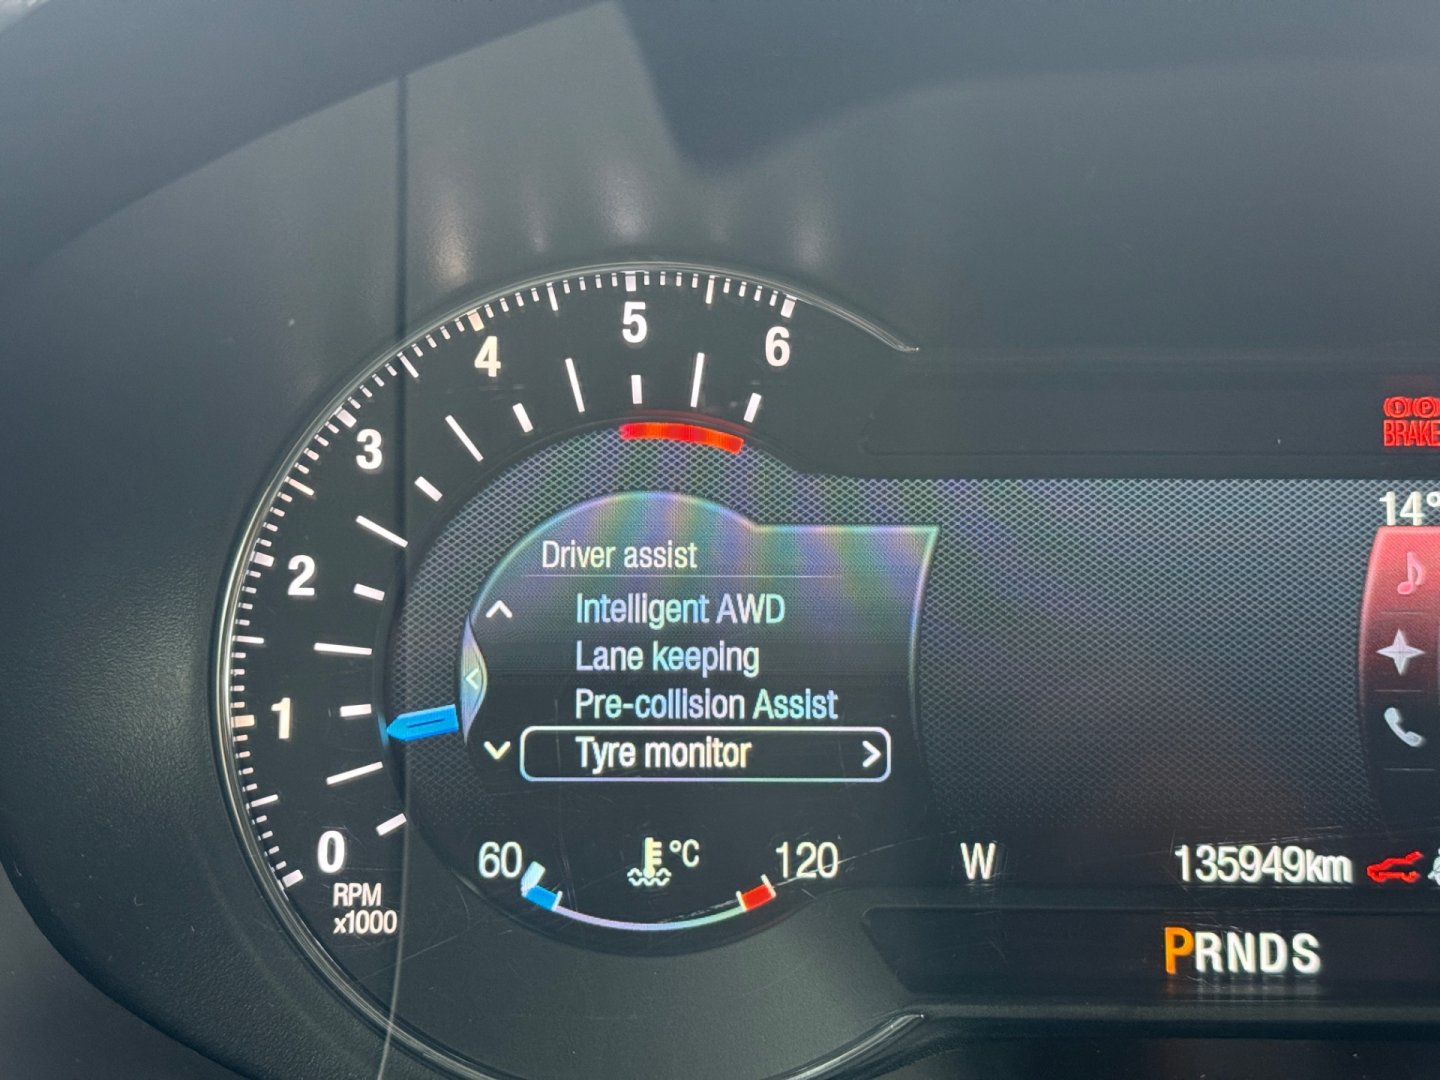 5
6
4
3
2
1
0
RPM
x1000
BRAKE
14°
Driver assist
Intelligent AWD
Lane keeping
Pre-collision Assist
Tyre monitor
60
°C
120
W
135949km
PRNDS